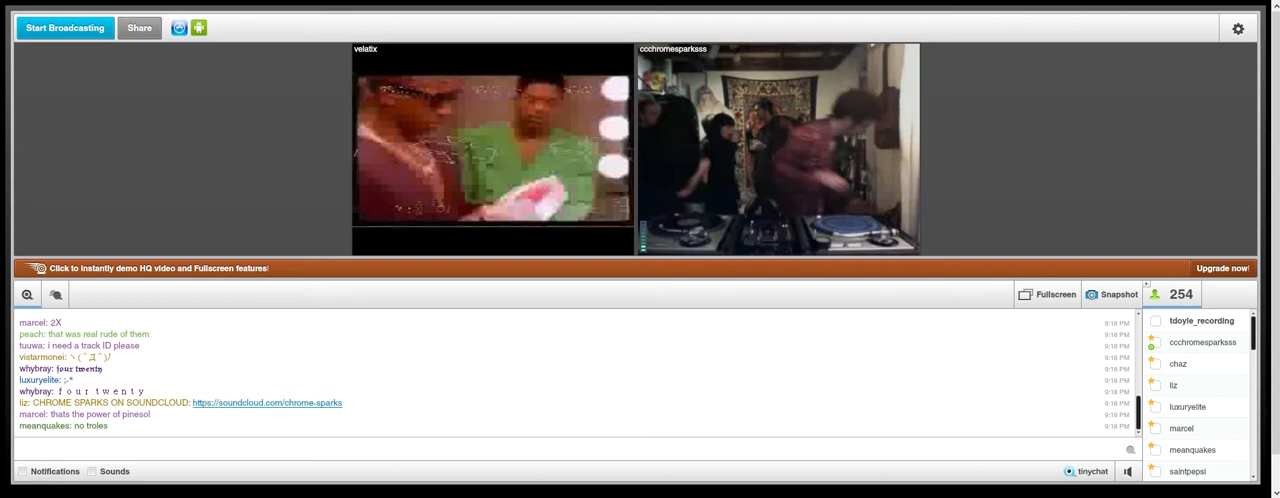 Start Broadcasting
Share
velatix
ccchromesparksss
Click to instantly demo HQ video and Fullscreen features!
Upgrade now!
Fullscreen
Snapshot
254
marcel: 2X
9:18 PM
peach: that was real rude of them
9:18 PM
tuuwa: i need a track ID please
9:18 PM
vistarmonei: ヽ(＾Д＾)ﾉ
9:18 PM
whybray: 𝖋𝖔𝖚𝖗 𝖙𝖜𝖊𝖓𝖙𝖞
9:18 PM
luxuryelite: ;-*
9:18 PM
whybray: ｆｏｕｒ ｔｗｅｎｔｙ
9:18 PM
liz: CHROME SPARKS ON SOUNDCLOUD: https://soundcloud.com/chrome-sparks
9:18 PM
marcel: thats the power of pinesol
9:18 PM
meanquakes: no troles
9:18 PM
tdoyle_recording
ccchromesparksss
chaz
liz
luxuryelite
marcel
meanquakes
saintpepsi
Notifications
Sounds
tinychat